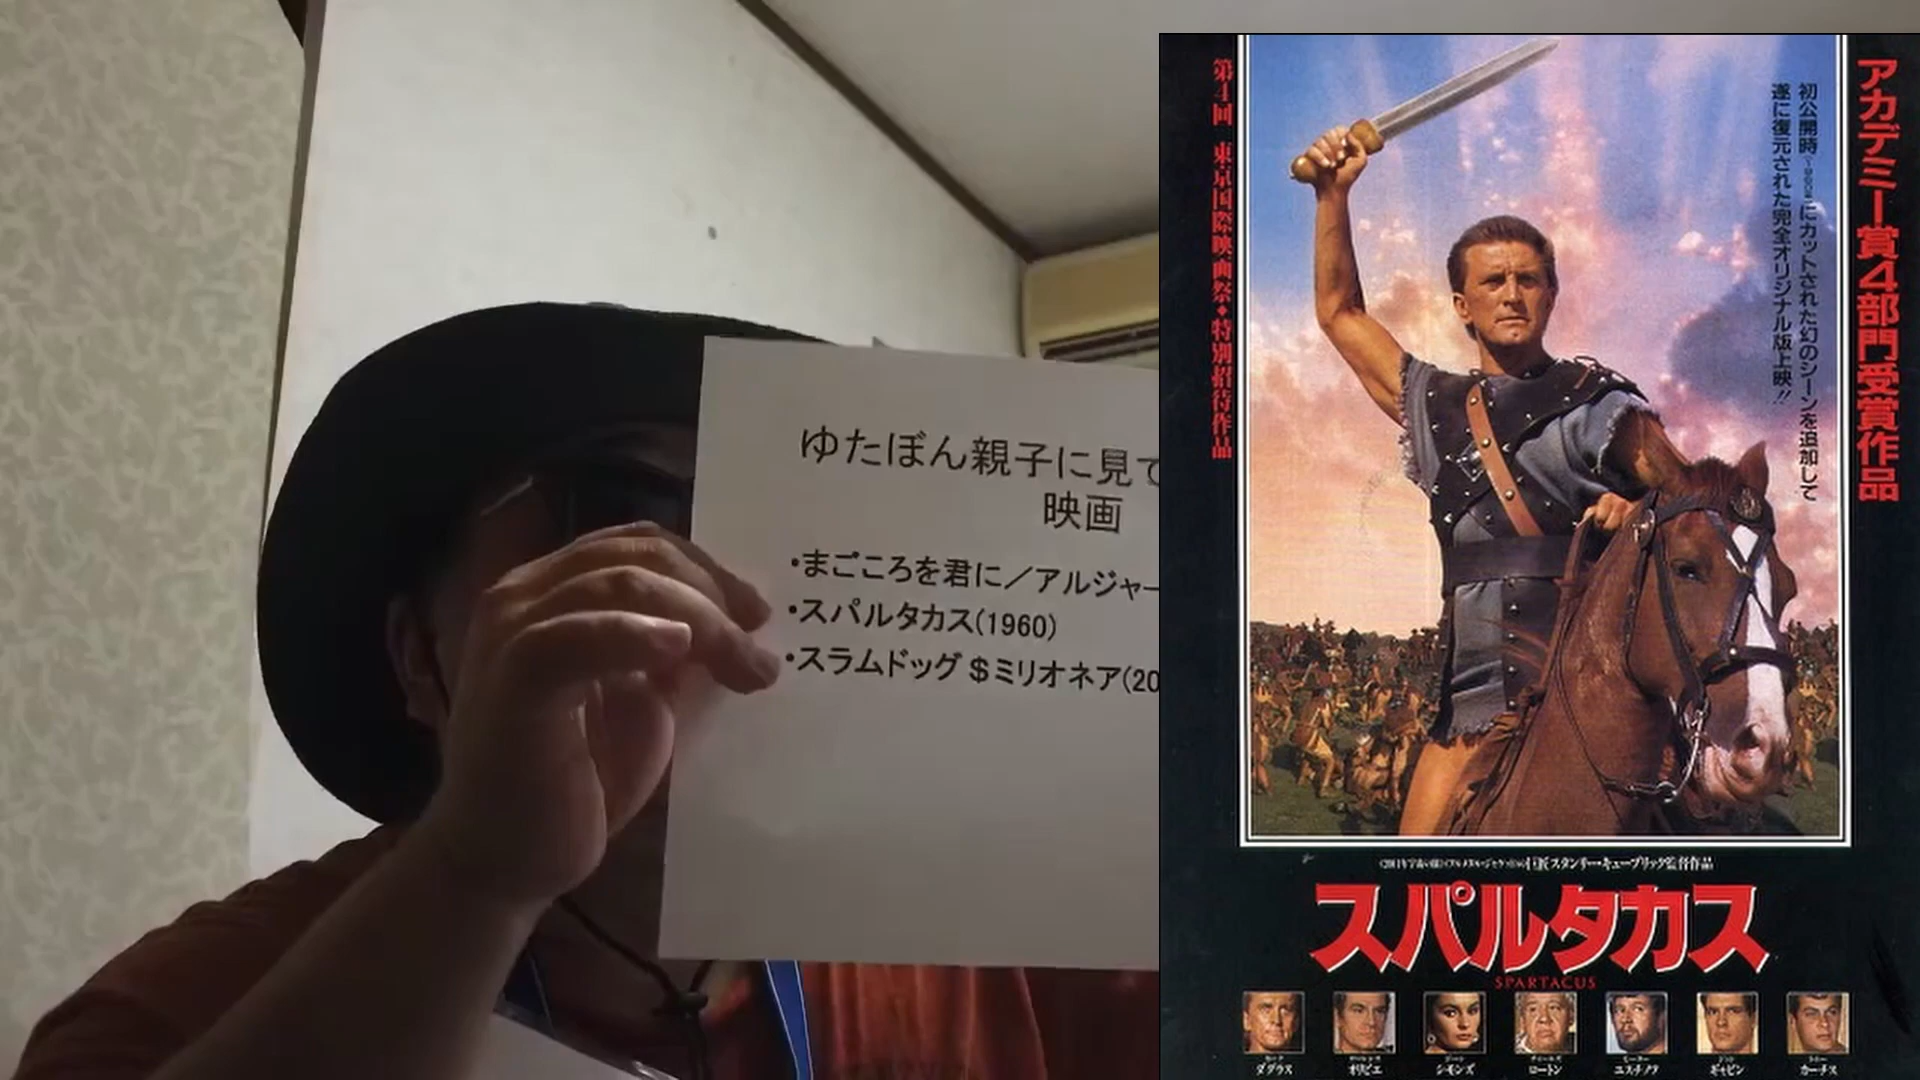 ゆたぼん親子に見て
映画
・まごころを君に／アルジャー
・スパルタカス(1960)
・スラムドッグ＄ミリオネア(20
アカデミー賞4部門受賞作品
初公開時(1960年)にカットされた幻のシーンを追加して
遂に復元された完全オリジナル版上映!!
第4回 東京国際映画祭◆特別招待作品
巨匠スタンリー・キューブリック監督作品
スパルタカス
SPARTACUS
ダグラス
オリビエ
シモンズ
ロートン
ユスチノフ
ギャビン
カーチス